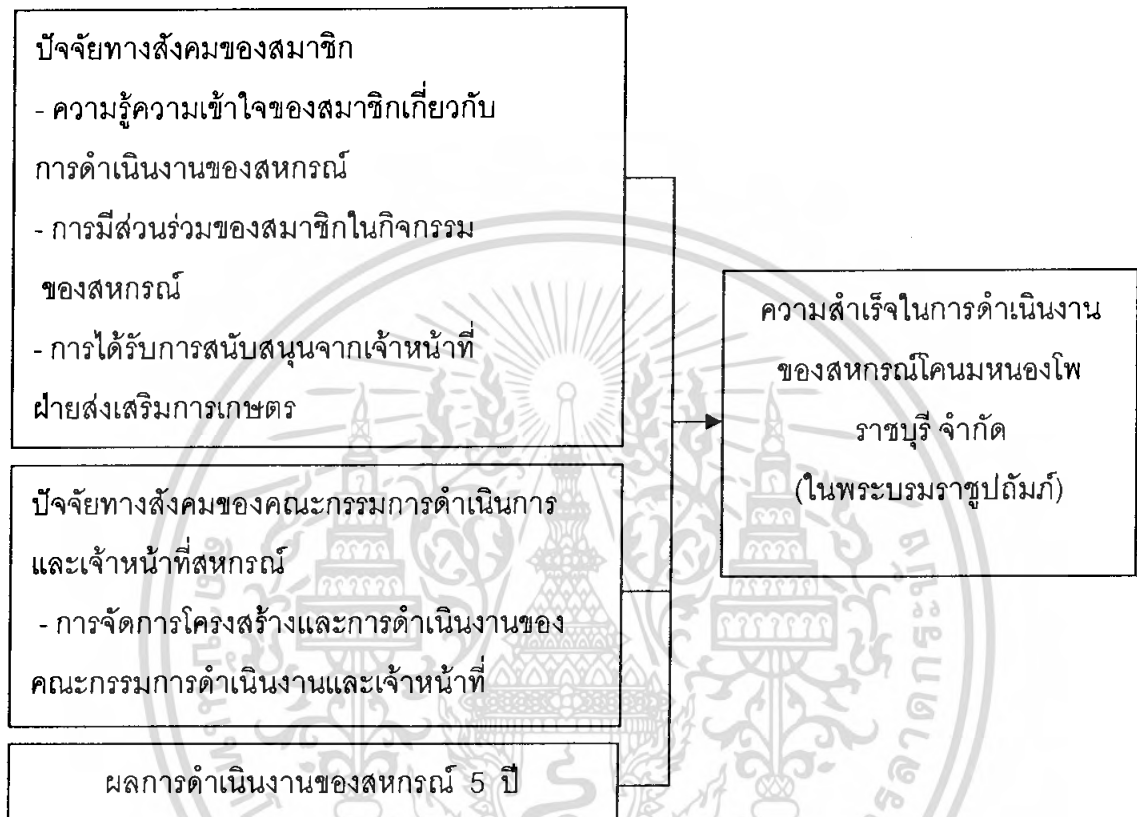 ปัจจัยทางสังคมของสมาชิก
- ความรู้ความเข้าใจของสมาชิกเกี่ยวกับ
การดำเนินงานของสหกรณ์
- การมีส่วนร่วมของสมาชิกในกิจกรรม
ของสหกรณ์
- การได้รับการสนับสนุนจากเจ้าหน้าที่
ฝ่ายส่งเสริมการเกษตร
ปัจจัยทางสังคมของคณะกรรมการดำเนินการ
และเจ้าหน้าที่สหกรณ์
- การจัดการโครงสร้างและการดำเนินงานของ
คณะกรรมการดำเนินงานและเจ้าหน้าที่
ผลการดำเนินงานของสหกรณ์ 5 ปี
ความสำเร็จในการดำเนินงาน
ของสหกรณ์โคนมหนองโพ
ราชบุรี จำกัด
(ในพระบรมราชูปถัมภ์)